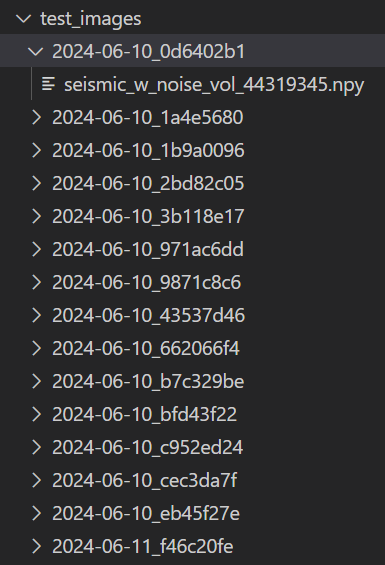 test_images
2024-06-10_0d6402b1
seismic_w_noise_vol_44319345.npy
2024-06-10_1a4e5680
2024-06-10_1b9a0096
2024-06-10_2bd82c05
2024-06-10_3b118e17
2024-06-10_971ac6dd
2024-06-10_9871c8c6
2024-06-10_43537d46
2024-06-10_662066f4
2024-06-10_b7c329be
2024-06-10_bfd43f22
2024-06-10_c952ed24
2024-06-10_cec3da7f
2024-06-10_eb45f27e
2024-06-11_f46c20fe